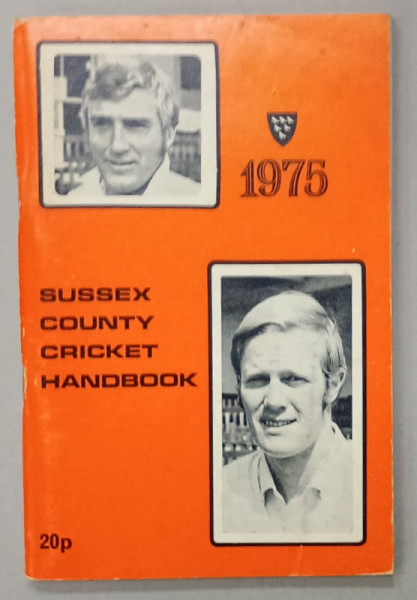 1975
SUSSEX
COUNTY
CRICKET
HANDBOOK
20p